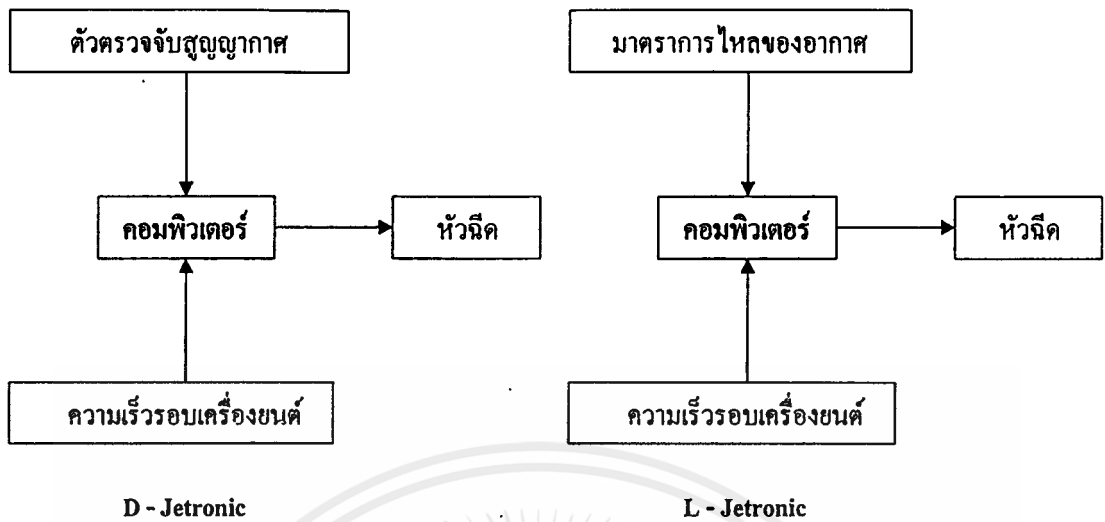 ตัวตรวจจับสูญญากาศ
มาตราการไหลของอากาศ
คอมพิวเตอร์
หัวฉีด
คอมพิวเตอร์
หัวฉีด
ความเร็วรอบเครื่องยนต์
ความเร็วรอบเครื่องยนต์
D - Jetronic
L - Jetronic